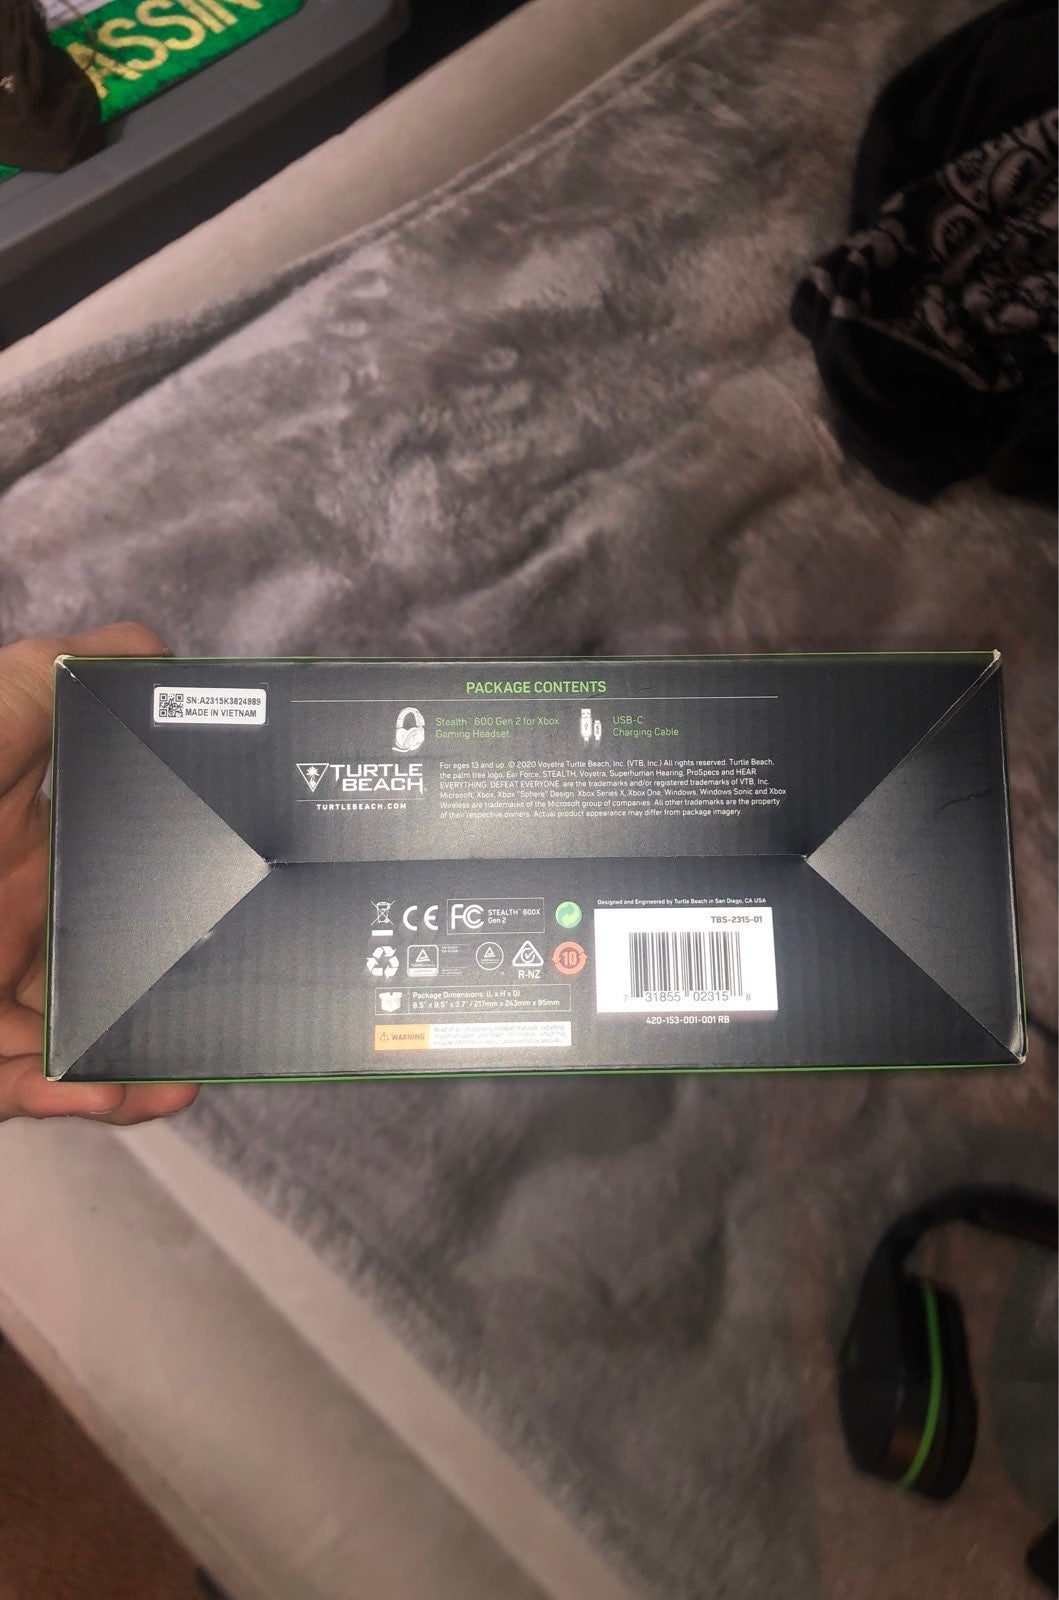 ASSIN
PACKAGE CONTENTS
SN:A2315K3824989
MADE IN VIETNAM
Stealth™ 600 Gen 2 for Xbox
Gaming Headset
USB-C
Charging Cable
TURTLE
BEACH
TURTLEBEACH.COM
For ages 13 and up. © 2020 Voyetra Turtle Beach, Inc. (VTB, Inc.) All rights reserved. Turtle Beach,
the palm tree logo, Ear Force, STEALTH, Voyetra, Superhuman Hearing, ProSpecs and HEAR
EVERYTHING. DEFEAT EVERYONE. are the trademarks and/or registered trademarks of VTB, Inc.
Microsoft, Xbox, Xbox "Sphere" Design, Xbox Series X, Xbox One, Windows, Windows Sonic and Xbox
Wireless are trademarks of the Microsoft group of companies. All other trademarks are the property
of their respective owners. Actual product appearance may differ from package imagery.
CE
FC
STEALTH™ 600X
Gen 2
R-NZ
10
Package Dimensions: (L x H x D)
8.5" x 9.5" x 3.7" / 217mm x 243mm x 95mm
WARNING
Designed and Engineered by Turtle Beach in San Diego, CA USA
TBS-2315-01
7 31855 02315 8
420-153-001-001 RB